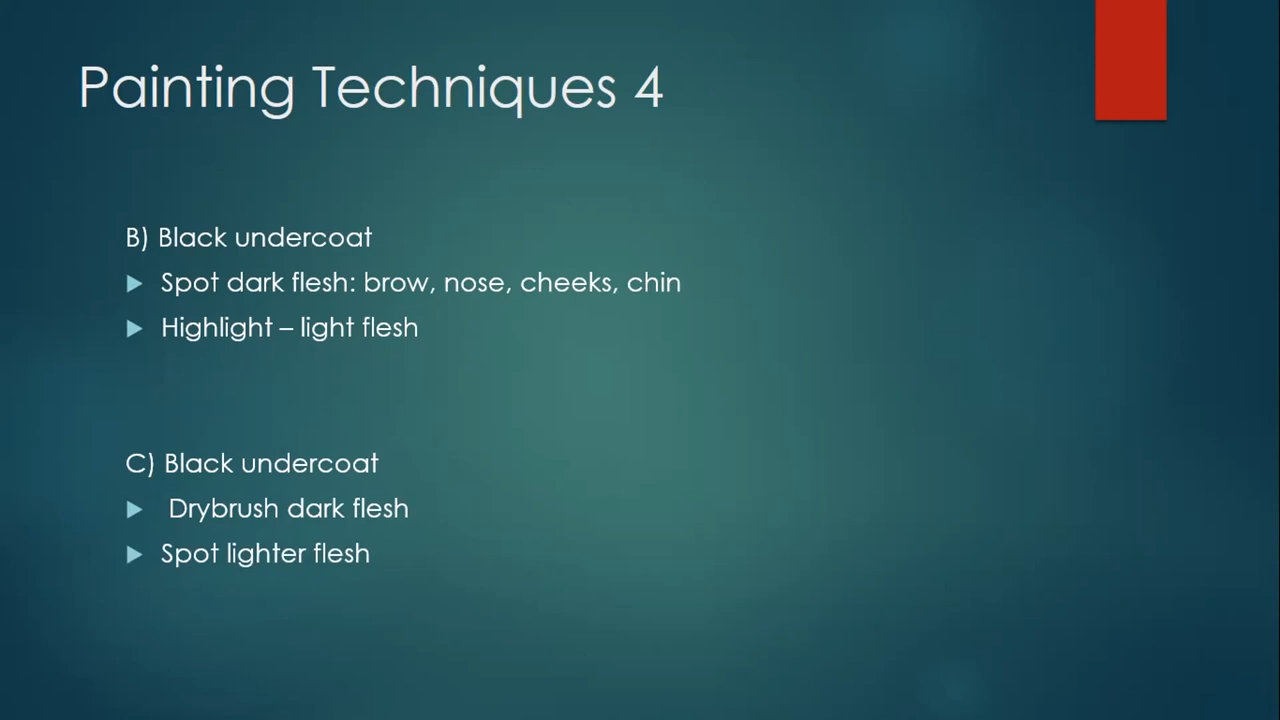 Painting Techniques 4
B) Black undercoat
Spot dark flesh: brow, nose, cheeks, chin
Highlight – light flesh
C) Black undercoat
Drybrush dark flesh
Spot lighter flesh